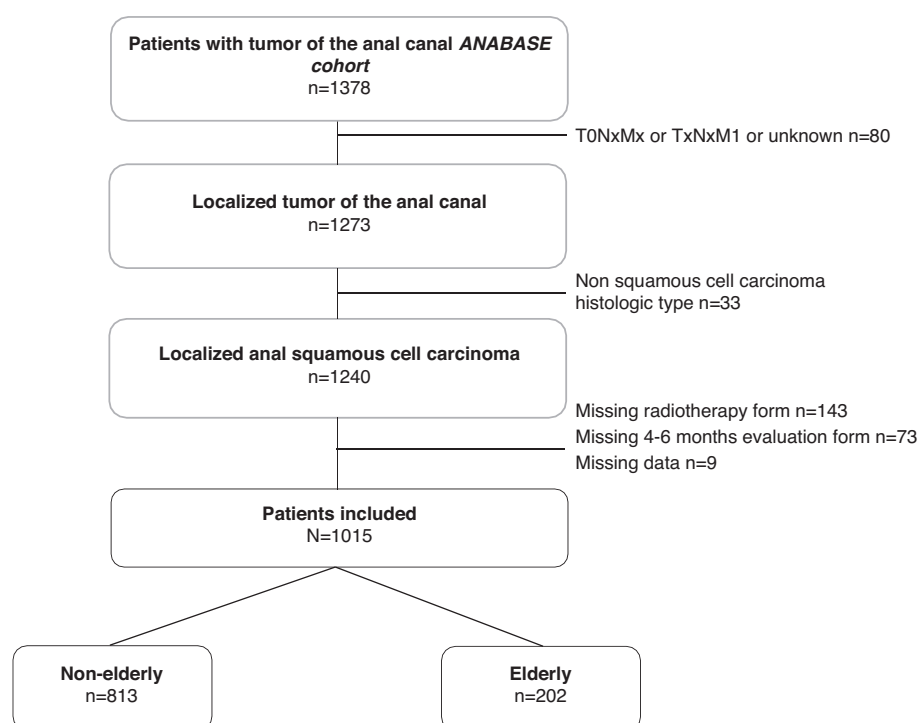 Patients with tumor of the anal canal ANABASE
cohort
n=1378
T0NxMx or TxNxM1 or unknown n=80
Localized tumor of the anal canal
n=1273
Non squamous cell carcinoma
histologic type n=33
Localized anal squamous cell carcinoma
n=1240
Missing radiotherapy form n=143
Missing 4-6 months evaluation form n=73
Missing data n=9
Patients included
N=1015
Non-elderly
n=813
Elderly
n=202